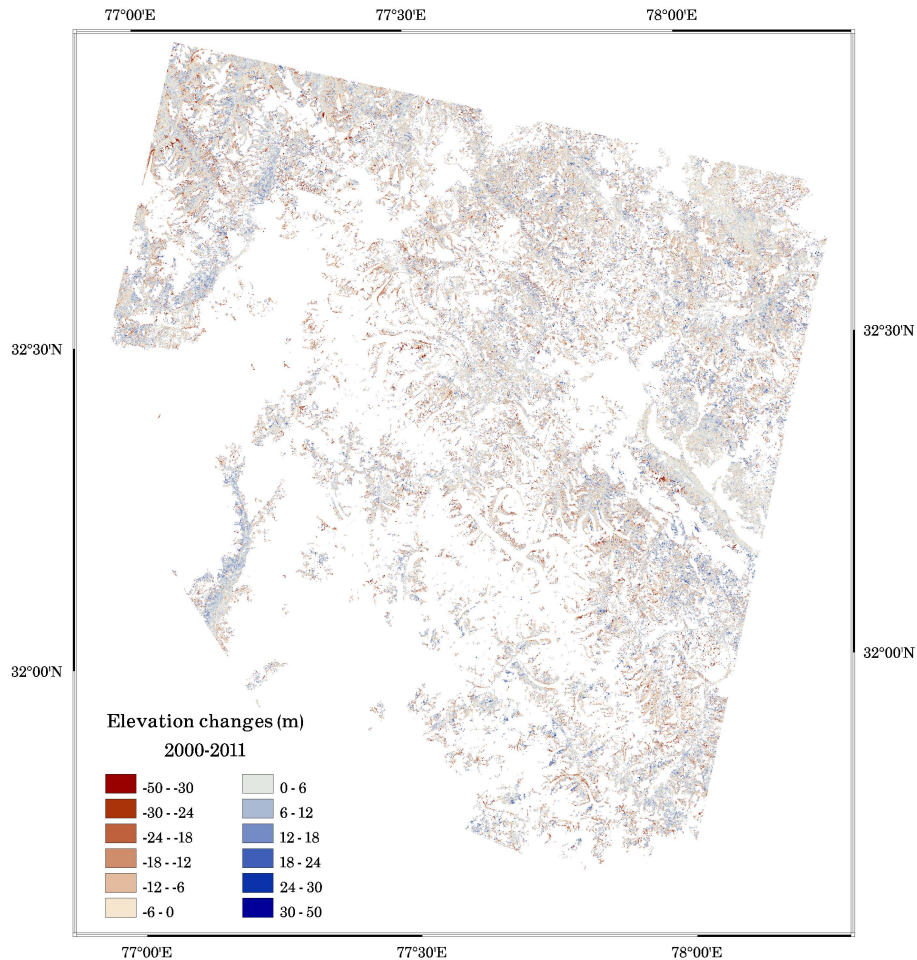 77°00'E 77°30'E 78°00'E
32°30'N
32°30'N
32°00'N
32°00'N
Elevation changes (m)
2000-2011
-50 - -30 0 - 6
-30 - -24 6 - 12
-24 - -18 12 - 18
-18 - -12 18 - 24
-12 - -6 24 - 30
-6 - 0 30 - 50
77°00'E 77°30'E 78°00'E